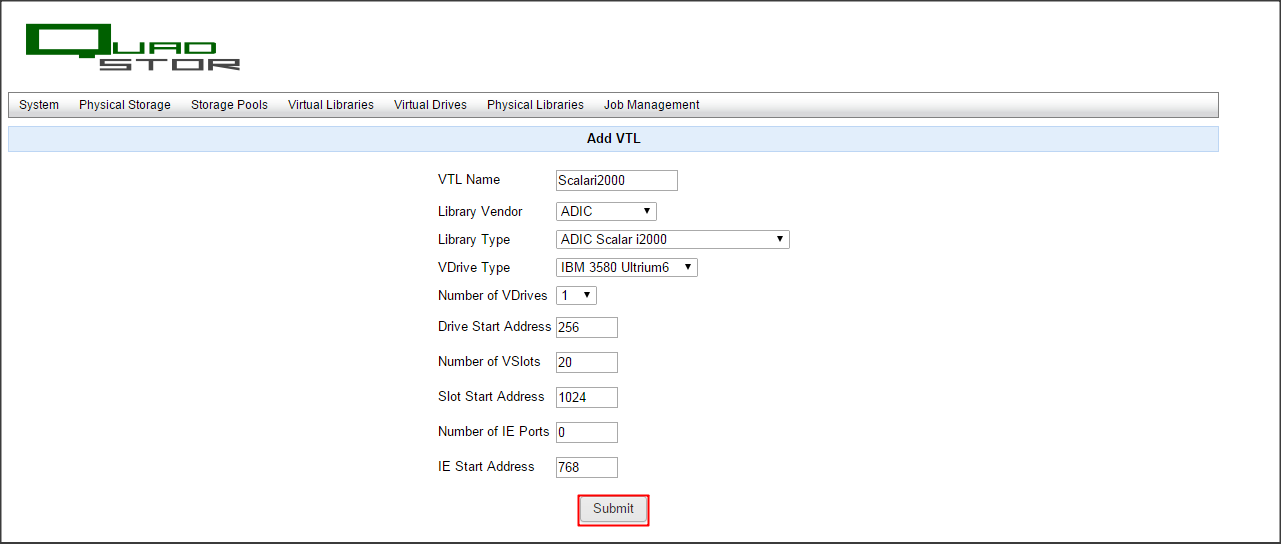 QUAD
STOR
System Physical Storage Storage Pools Virtual Libraries Virtual Drives Physical Libraries Job Management
Add VTL
VTL Name Scalari2000
Library Vendor ADIC
Library Type ADIC Scalar i2000
VDrive Type IBM 3580 Ultrium6
Number of VDrives 1
Drive Start Address 256
Number of VSlots 20
Slot Start Address 1024
Number of IE Ports 0
IE Start Address 768
Submit